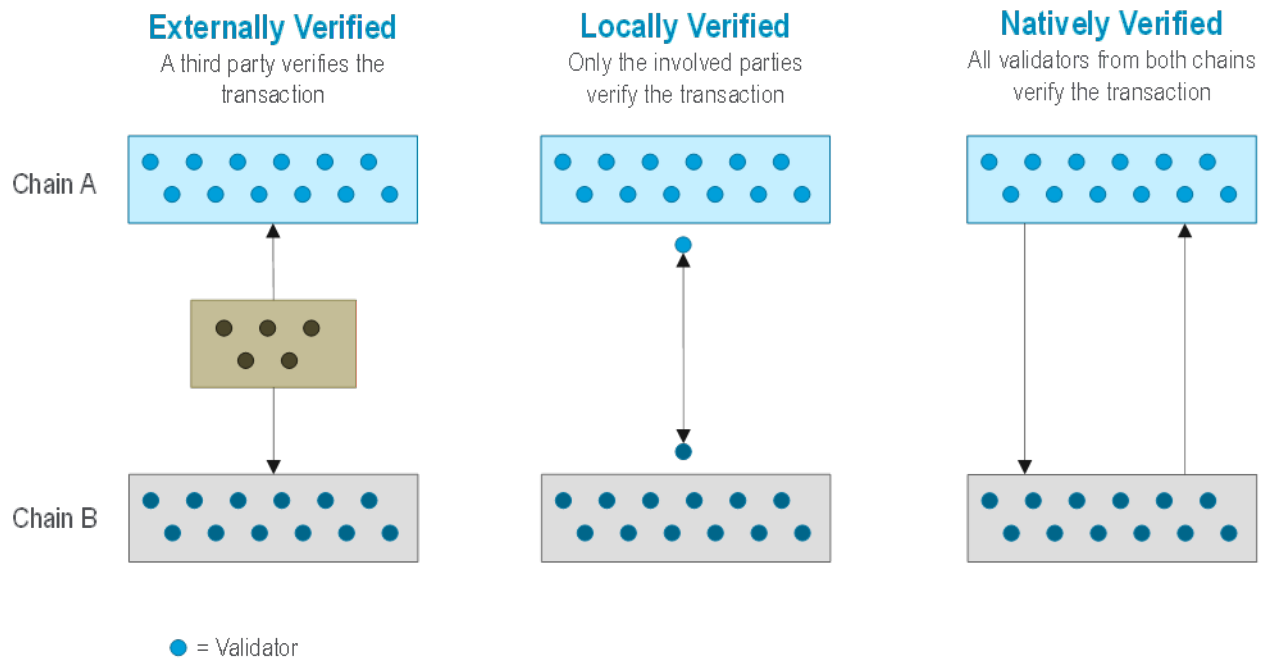 Externally Verified
A third party verifies the
transaction
Locally Verified
Only the involved parties
verify the transaction
Natively Verified
All validators from both chains
verify the transaction
Chain A
Chain B
= Validator